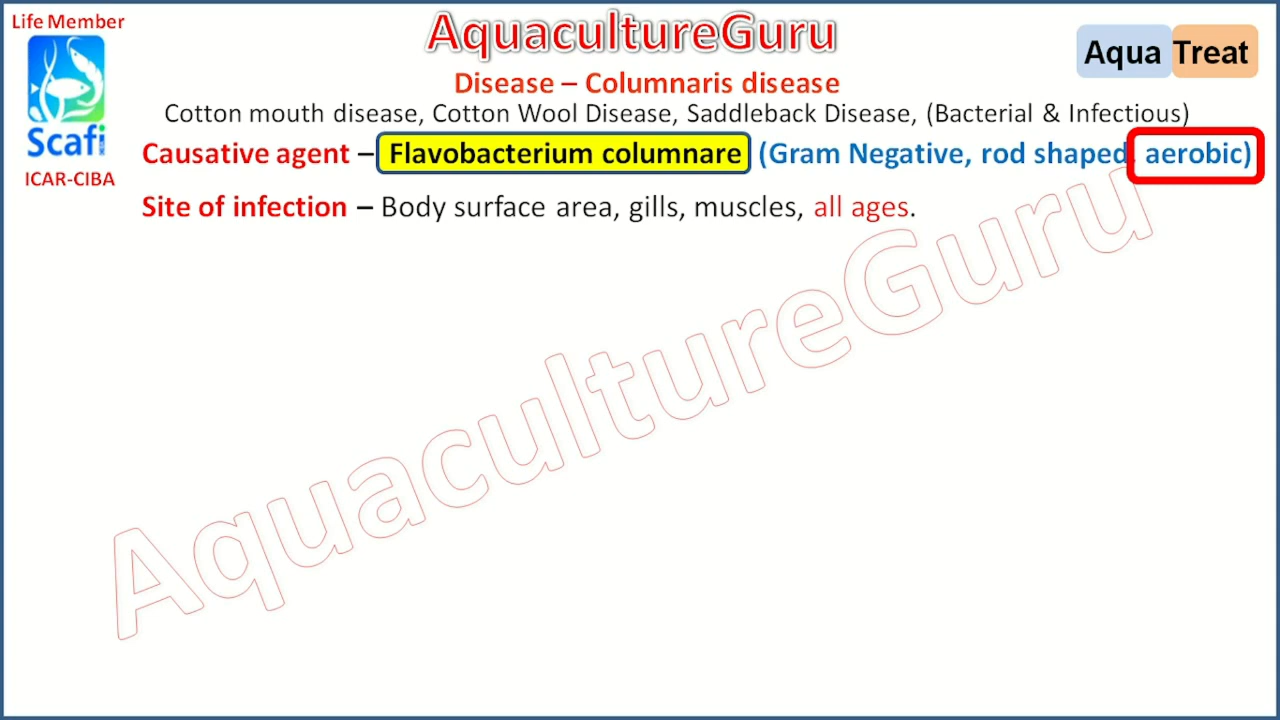 Life Member
AquacultureGuru
Aqua Treat
Disease – Columnaris disease
Cotton mouth disease, Cotton Wool Disease, Saddleback Disease, (Bacterial & Infectious)
Scafi
ICAR-CIBA
Causative agent – Flavobacterium columnare (Gram Negative, rod shaped, aerobic)
Site of infection – Body surface area, gills, muscles, all ages.
AquacultureGuru